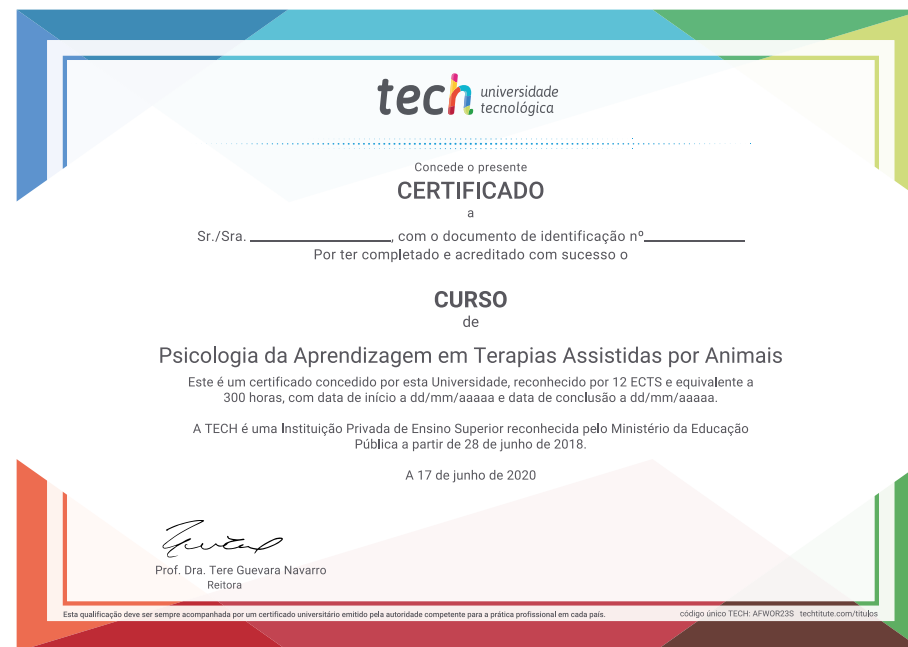 tech universidade
tecnológica
Concede o presente
CERTIFICADO
a
Sr./Sra. ____________________, com o documento de identificação nº______________
Por ter completado e acreditado com sucesso o
CURSO
de
Psicologia da Aprendizagem em Terapias Assistidas por Animais
Este é um certificado concedido por esta Universidade, reconhecido por 12 ECTS e equivalente a
300 horas, com data de início a dd/mm/aaaaa e data de conclusão a dd/mm/aaaaa.
A TECH é uma Instituição Privada de Ensino Superior reconhecida pelo Ministério da Educação
Pública a partir de 28 de junho de 2018.
A 17 de junho de 2020
Prof. Dra. Tere Guevara Navarro
Reitora
Esta qualificação deve ser sempre acompanhada por um certificado universitário emitido pela autoridade competente para a prática profissional em cada país.
código único TECH: AFWOR23S techtitute.com/títulos